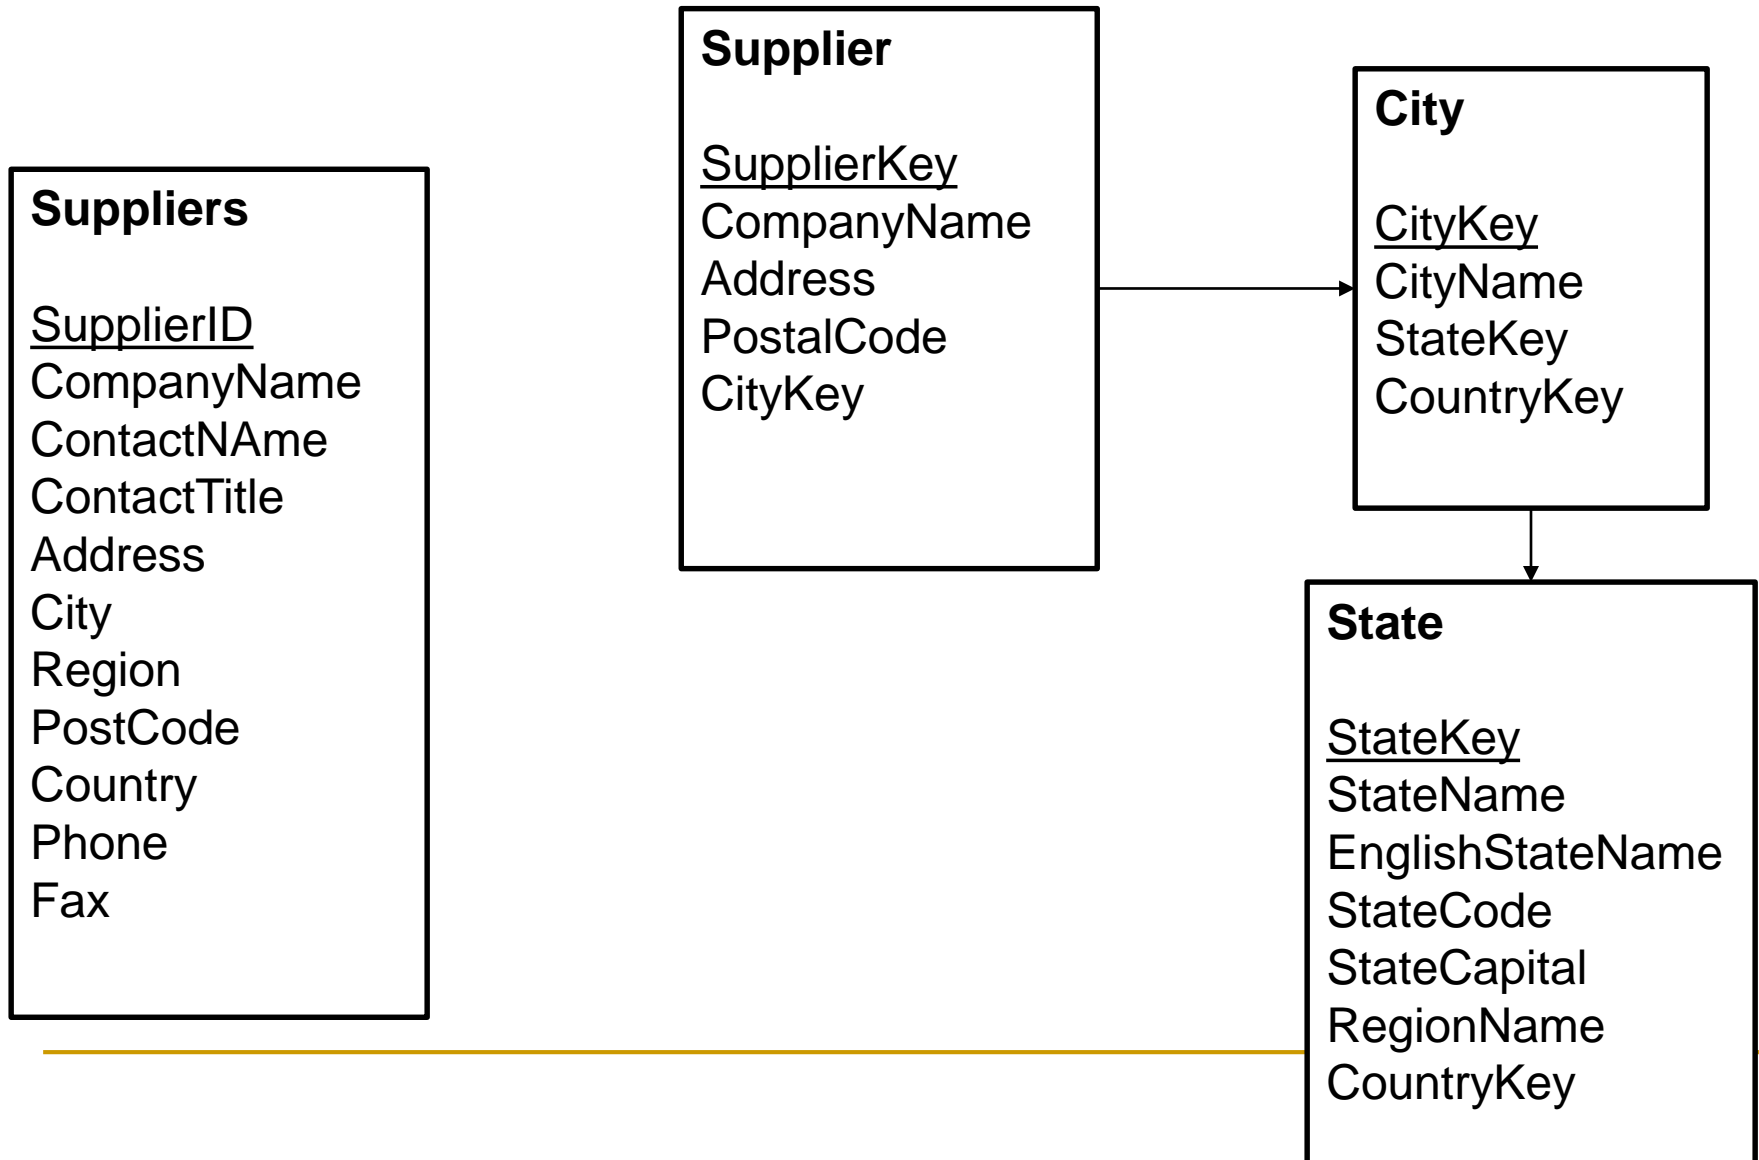 Suppliers
SupplierID
CompanyName
ContactNAme
ContactTitle
Address
City
Region
PostCode
Country
Phone
Fax
Supplier
SupplierKey
CompanyName
Address
PostalCode
CityKey
City
CityKey
CityName
StateKey
CountryKey
State
StateKey
StateName
EnglishStateName
StateCode
StateCapital
RegionName
CountryKey